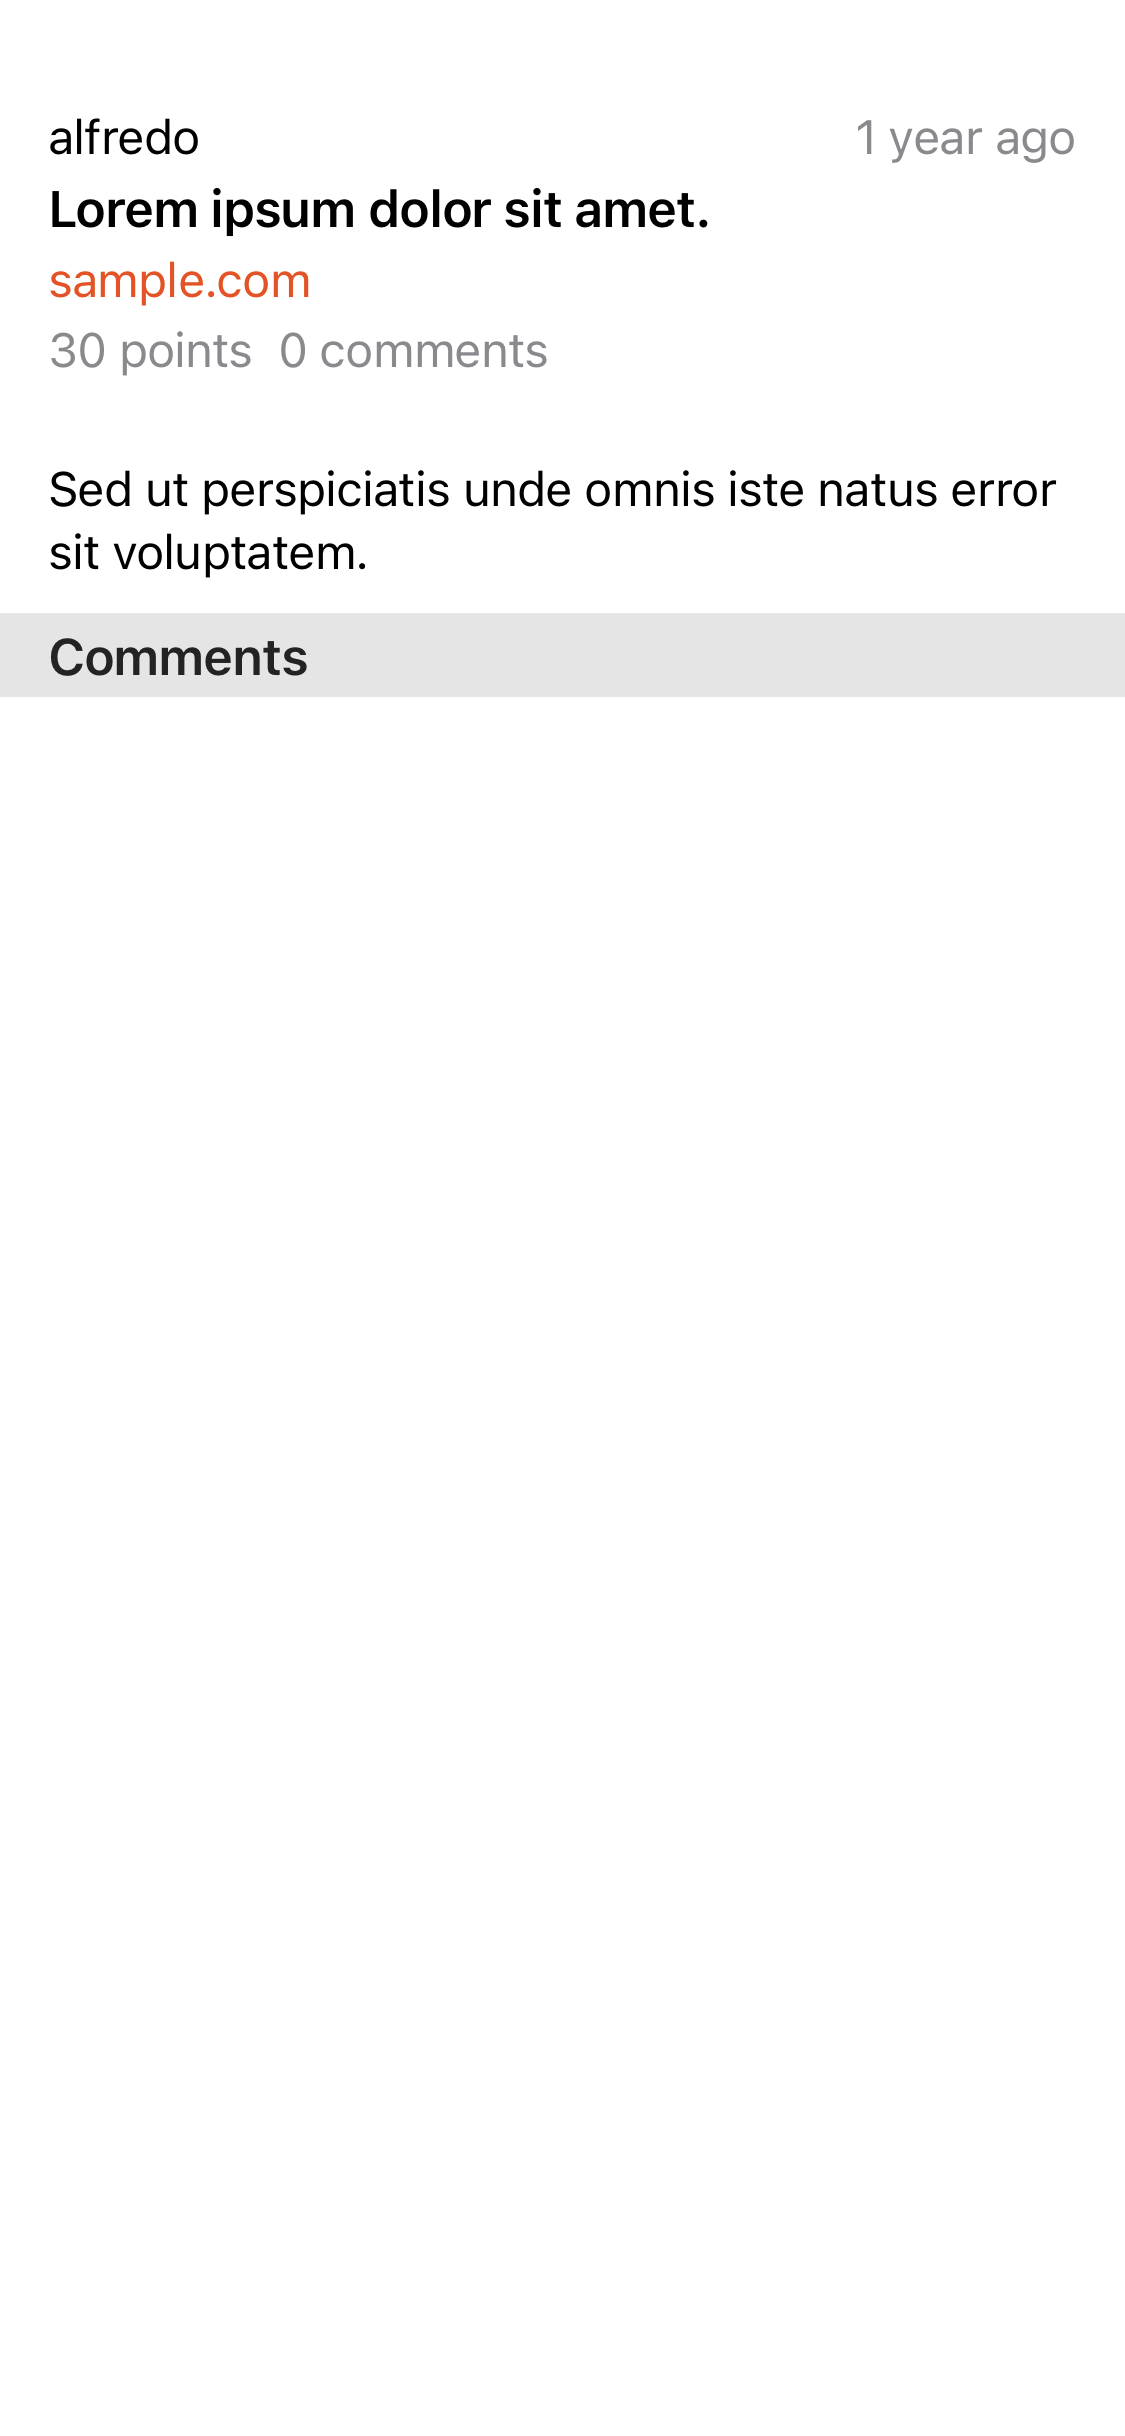 alfredo 1 year ago
Lorem ipsum dolor sit amet.
sample.com
30 points 0 comments
Sed ut perspiciatis unde omnis iste natus error
sit voluptatem.
Comments